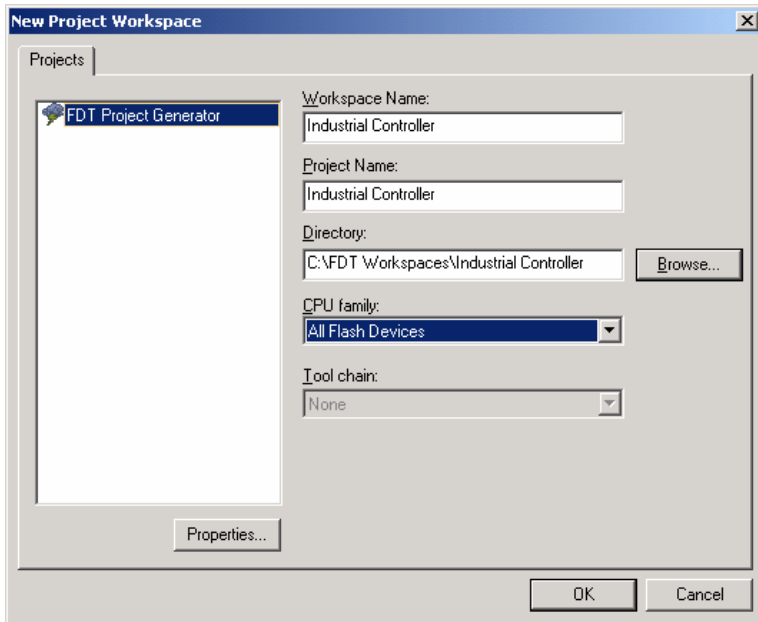 New Project Workspace
Projects
FDT Project Generator
Workspace Name:
Industrial Controller
Project Name:
Industrial Controller
Directory:
C:\FDT Workspaces\Industrial Controller
Browse...
CPU family:
All Flash Devices
Tool chain:
None
Properties...
OK
Cancel